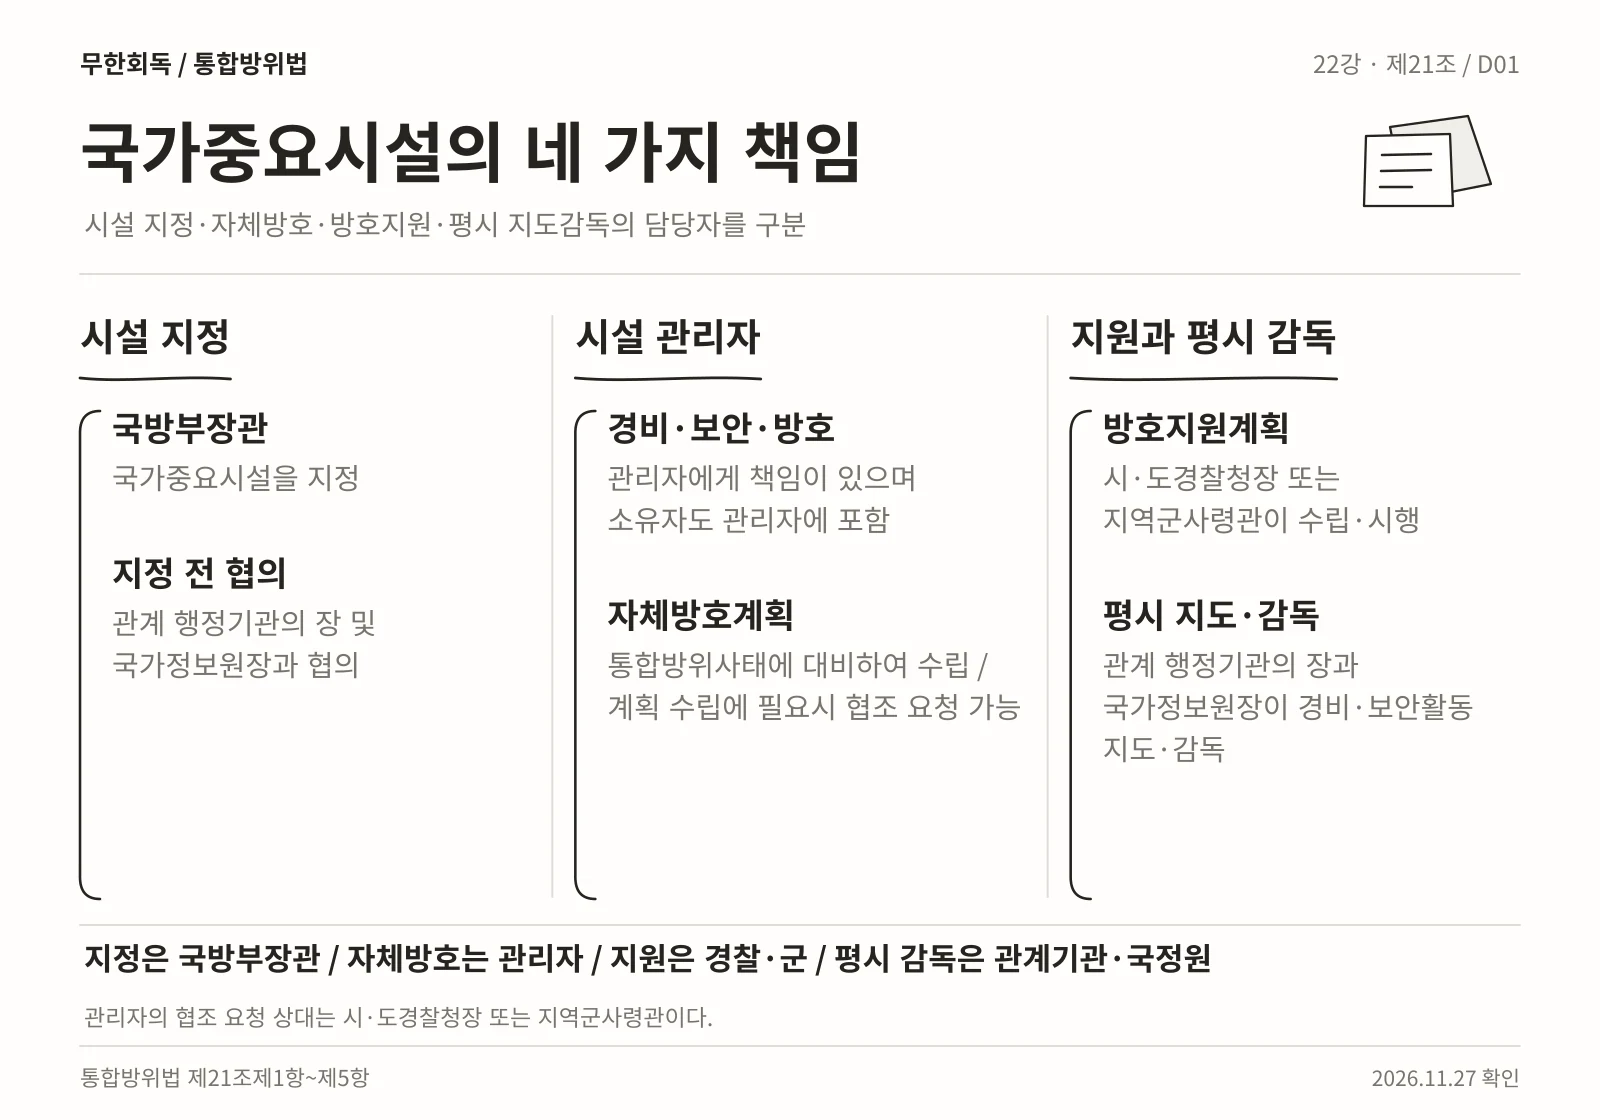 무한회독 / 통합방위법
22강 · 제21조 / D01
국가중요시설의 네 가지 책임
시설 지정·자체방호·방호지원·평시 지도감독의 담당자를 구분
시설 지정
국방부장관
국가중요시설을 지정
지정 전 협의
관계 행정기관의 장 및
국가정보원장과 협의
시설 관리자
경비·보안·방호
관리자에게 책임이 있으며
소유자도 관리자에 포함
자체방호계획
통합방위사태에 대비하여 수립 /
계획 수립에 필요시 협조 요청 가능
지원과 평시 감독
방호지원계획
시·도경찰청장 또는
지역군사령관이 수립·시행
평시 지도·감독
관계 행정기관의 장과
국가정보원장이 경비·보안활동
지도·감독
지정은 국방부장관 / 자체방호는 관리자 / 지원은 경찰·군 / 평시 감독은 관계기관·국정원
관리자의 협조 요청 상대는 시·도경찰청장 또는 지역군사령관이다.
통합방위법 제21조제1항~제5항
2026.11.27 확인